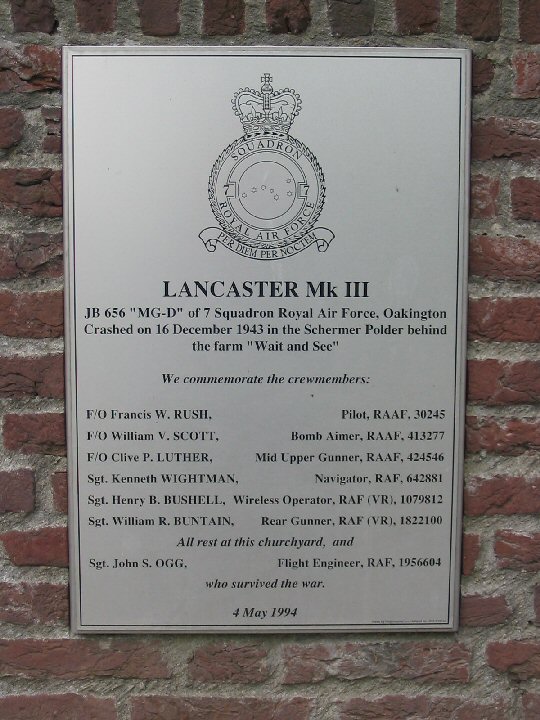 SQUADRON
7 7
ROYAL AIR FORCE
PER DIEM PER NOCTEM
LANCASTER Mk III
JB 656 "MG-D" of 7 Squadron Royal Air Force, Oakington
Crashed on 16 December 1943 in the Schermer Polder behind
the farm "Wait and See"
We commemorate the crewmembers:
F/O Francis W. RUSH, Pilot, RAAF, 30245
F/O William V. SCOTT, Bomb Aimer, RAAF, 413277
F/O Clive P. LUTHER, Mid Upper Gunner, RAAF, 424546
Sgt. Kenneth WIGHTMAN, Navigator, RAF, 642881
Sgt. Henry B. BUSHELL, Wireless Operator, RAF (VR), 1079812
Sgt. William R. BUNTAIN, Rear Gunner, RAF (VR), 1822100
All rest at this churchyard, and
Sgt. John S. OGG, Flight Engineer, RAF, 1956604
who survived the war.
4 May 1994